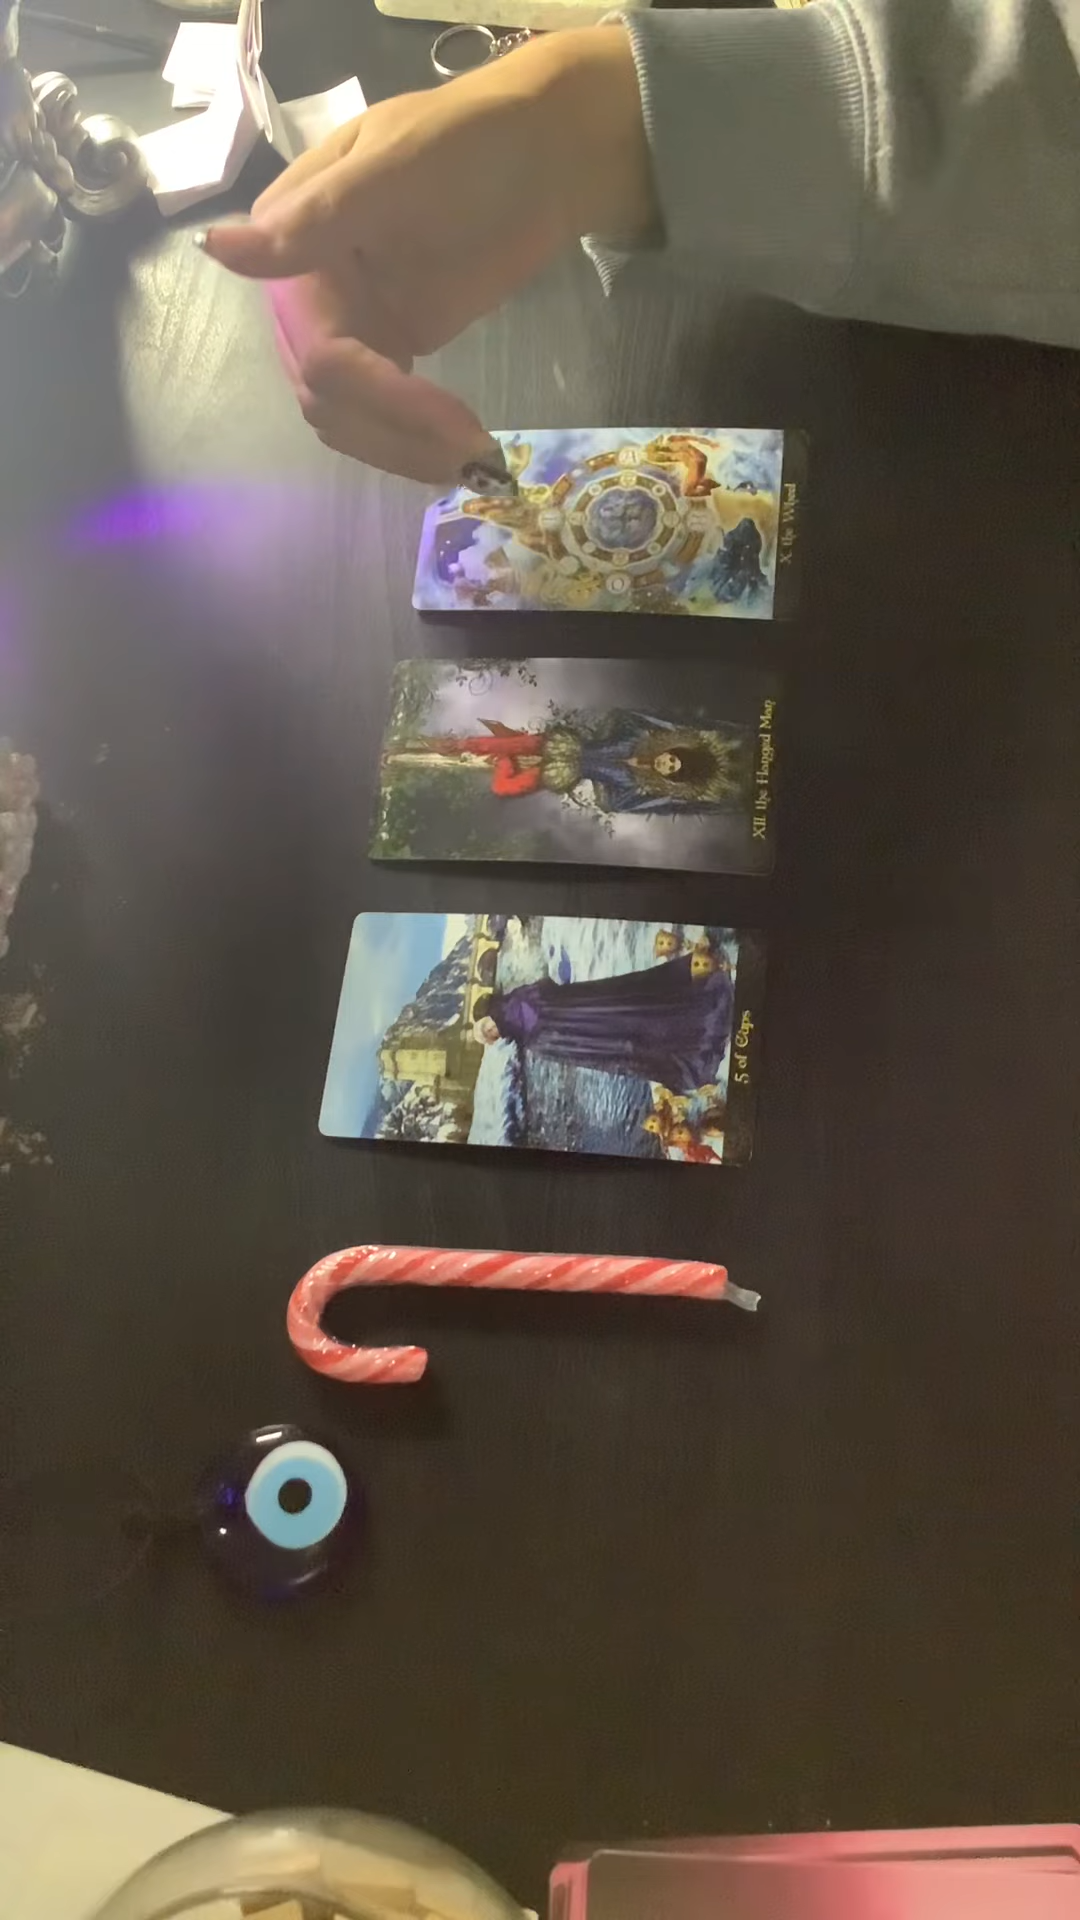 X. the Wheel
XII. the Hanged Man
5 of Cups